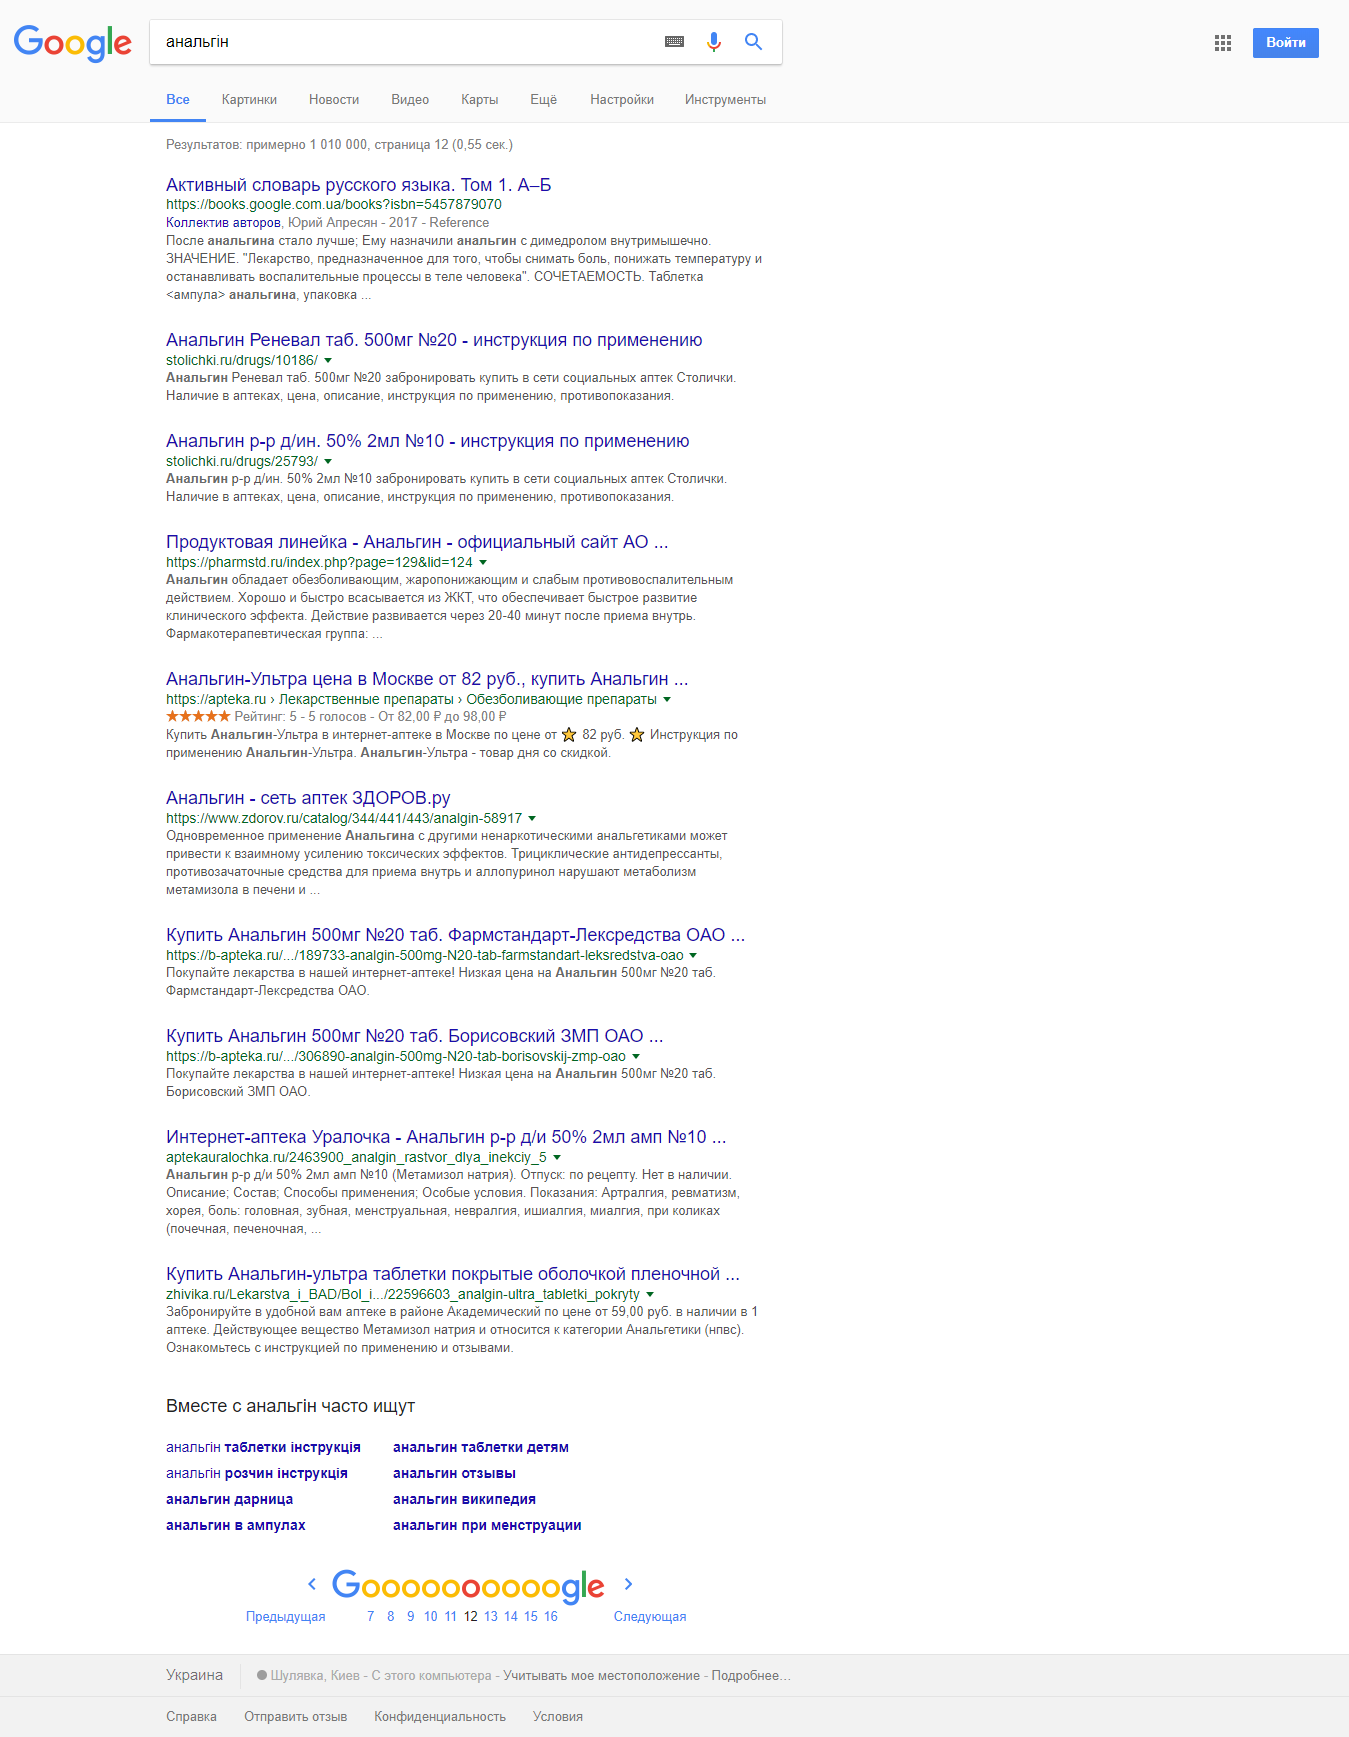 Google
анальгін
Войти
Все Картинки Новости Видео Карты Ещё Настройки Инструменты
Результатов: примерно 1 010 000, страница 12 (0,55 сек.)
Активный словарь русского языка. Том 1. А–Б
https://books.google.com.ua/books?isbn=5457879070
Коллектив авторов, Юрий Апресян - 2017 - Reference
После анальгина стало лучше; Ему назначили анальгин с димедролом внутримышечно.
ЗНАЧЕНИЕ. "Лекарство, предназначенное для того, чтобы снимать боль, понижать температуру и
останавливать воспалительные процессы в теле человека". СОЧЕТАЕМОСТЬ. Таблетка
<ампула> анальгина, упаковка ...
Анальгин Реневал таб. 500мг №20 - инструкция по применению
stolichki.ru/drugs/10186/
Анальгин Реневал таб. 500мг №20 забронировать купить в сети социальных аптек Столички.
Наличие в аптеках, цена, описание, инструкция по применению, противопоказания.
Анальгин р-р д/ин. 50% 2мл №10 - инструкция по применению
stolichki.ru/drugs/25793/
Анальгин р-р д/ин. 50% 2мл №10 забронировать купить в сети социальных аптек Столички.
Наличие в аптеках, цена, описание, инструкция по применению, противопоказания.
Продуктовая линейка - Анальгин - официальный сайт АО ...
https://pharmstd.ru/index.php?page=129&lid=124
Анальгин обладает обезболивающим, жаропонижающим и слабым противовоспалительным
действием. Хорошо и быстро всасывается из ЖКТ, что обеспечивает быстрое развитие
клинического эффекта. Действие развивается через 20-40 минут после приема внутрь.
Фармакотерапевтическая группа: ...
Анальгин-Ультра цена в Москве от 82 руб., купить Анальгин ...
https://apteka.ru › Лекарственные препараты › Обезболивающие препараты
Рейтинг: 5 - 5 голосов - От 82,00 ₽ до 98,00 ₽
Купить Анальгин-Ультра в интернет-аптеке в Москве по цене от ⭐ 82 руб. ⭐ Инструкция по
применению Анальгин-Ультра. Анальгин-Ультра - товар дня со скидкой.
Анальгин - сеть аптек ЗДОРОВ.ру
https://www.zdorov.ru/catalog/344/441/443/analgin-58917
Одновременное применение Анальгина с другими ненаркотическими анальгетиками может
привести к взаимному усилению токсических эффектов. Трициклические антидепрессанты,
противозачаточные средства для приема внутрь и аллопуринол нарушают метаболизм
метамизола в печени и ...
Купить Анальгин 500мг №20 таб. Фармстандарт-Лексредства ОАО ...
https://b-apteka.ru/.../189733-analgin-500mg-N20-tab-farmstandart-leksredstva-oao
Покупайте лекарства в нашей интернет-аптеке! Низкая цена на Анальгин 500мг №20 таб.
Фармстандарт-Лексредства ОАО.
Купить Анальгин 500мг №20 таб. Борисовский ЗМП ОАО ...
https://b-apteka.ru/.../306890-analgin-500mg-N20-tab-borisovskij-zmp-oao
Покупайте лекарства в нашей интернет-аптеке! Низкая цена на Анальгин 500мг №20 таб.
Борисовский ЗМП ОАО.
Интернет-аптека Уралочка - Анальгин р-р д/и 50% 2мл амп №10 ...
aptekauralochka.ru/2463900_analgin_rastvor_dlya_inekciy_5
Анальгин р-р д/и 50% 2мл амп №10 (Метамизол натрия). Отпуск: по рецепту. Нет в наличии.
Описание; Состав; Способы применения; Особые условия. Показания: Артралгия, ревматизм,
хорея, боль: головная, зубная, менструальная, невралгия, ишиалгия, миалгия, при коликах
(почечная, печеночная, ...
Купить Анальгин-ультра таблетки покрытые оболочкой пленочной ...
zhivika.ru/Lekarstva_i_BAD/Bol_i.../22596603_analgin-ultra_tabletki_pokryty
Забронируйте в удобной вам аптеке в районе Академический по цене от 59,00 руб. в наличии в 1
аптеке. Действующее вещество Метамизол натрия и относится к категории Анальгетики (нпвс).
Ознакомьтесь с инструкцией по применению и отзывами.
Вместе с анальгін часто ищут
анальгін таблетки інструкція анальгин таблетки детям
анальгін розчин інструкція анальгин отзывы
анальгин дарница анальгин википедия
анальгин в ампулах анальгин при менструации
Goooooooooogle
Предыдущая 7 8 9 10 11 12 13 14 15 16 Следующая
Украина Шулявка, Киев - С этого компьютера - Учитывать мое местоположение - Подробнее...
Справка Отправить отзыв Конфиденциальность Условия